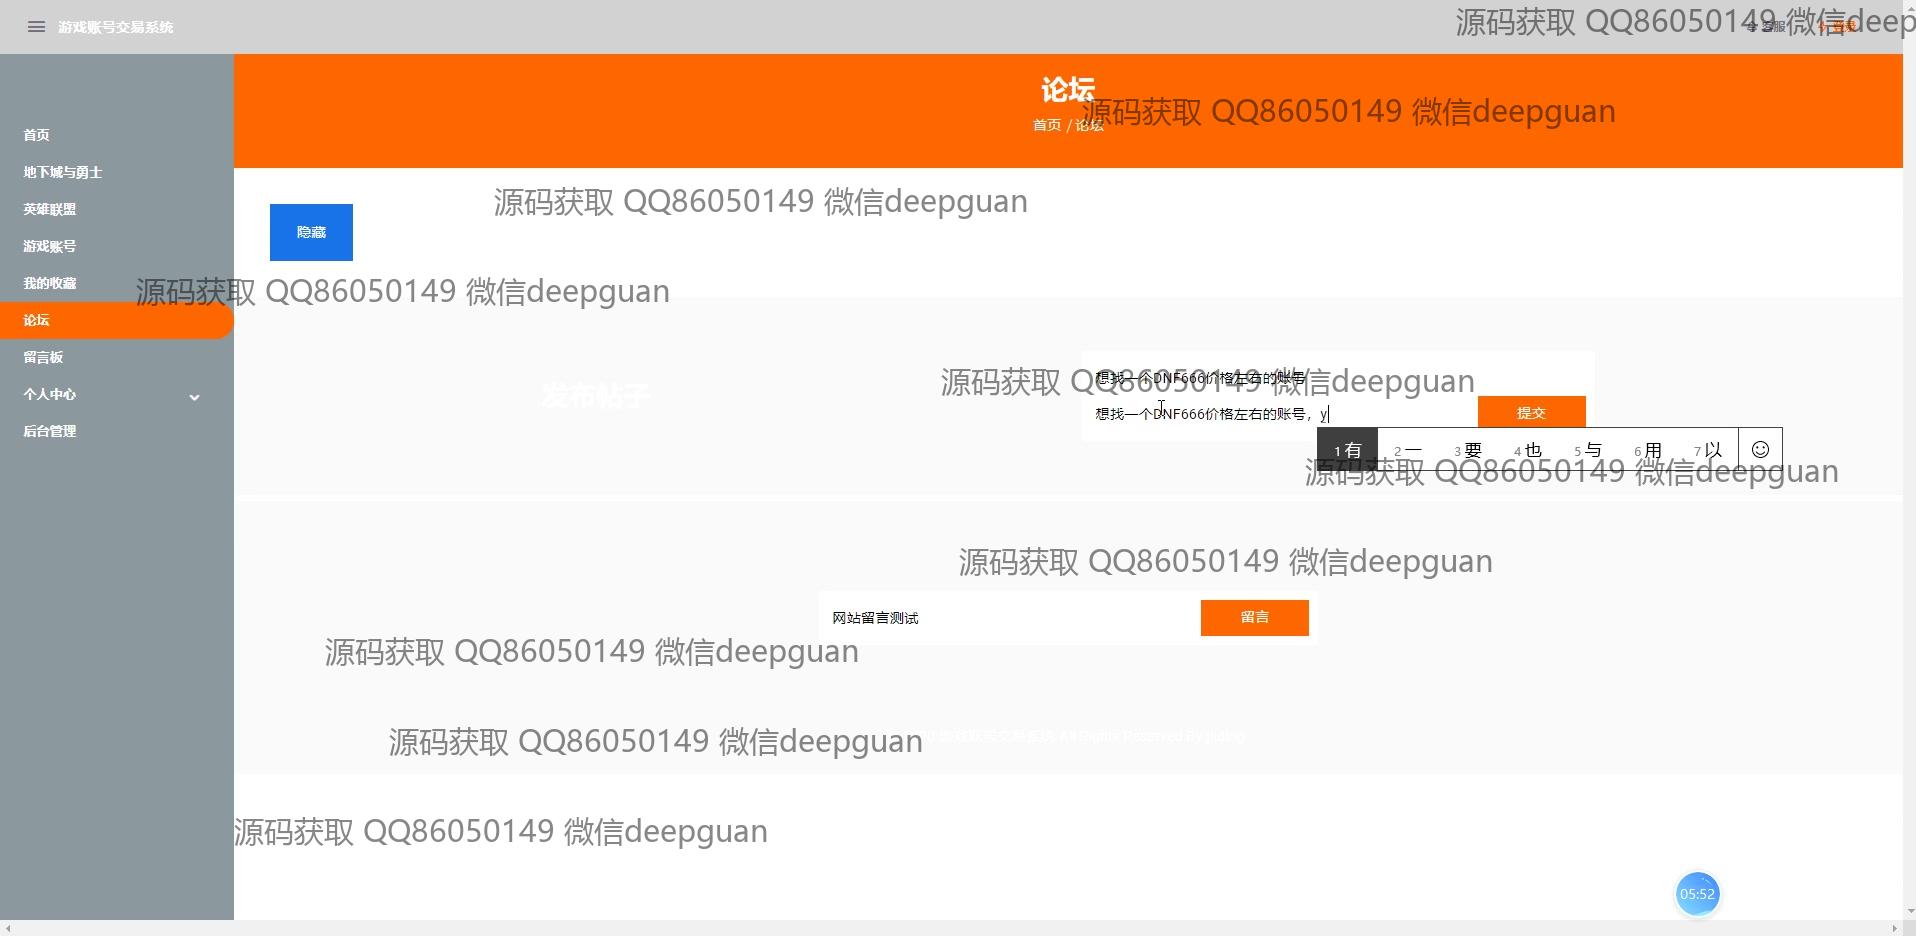 游戏账号交易系统
源码获取 QQ86050149 微信deep
客服
登录
论坛
源码获取 QQ86050149 微信deepguan
首页 / 论坛
首页
地下城与勇士
源码获取 QQ86050149 微信deepguan
英雄联盟
隐藏
游戏账号
我的收藏
源码获取 QQ86050149 微信deepguan
论坛
留言板
想找一个DNF666价格左右的账号
源码获取 QQ86050149 微信deepguan
个人中心
发布帖子
想找一个DNF666价格左右的账号，y
提交
后台管理
1有 2一 3要 4也 5与 6用 7以
源码获取 QQ86050149 微信deepguan
源码获取 QQ86050149 微信deepguan
网站留言测试
留言
源码获取 QQ86050149 微信deepguan
源码获取 QQ86050149 微信deepguan
源码获取 QQ86050149 微信deepguan
05:52